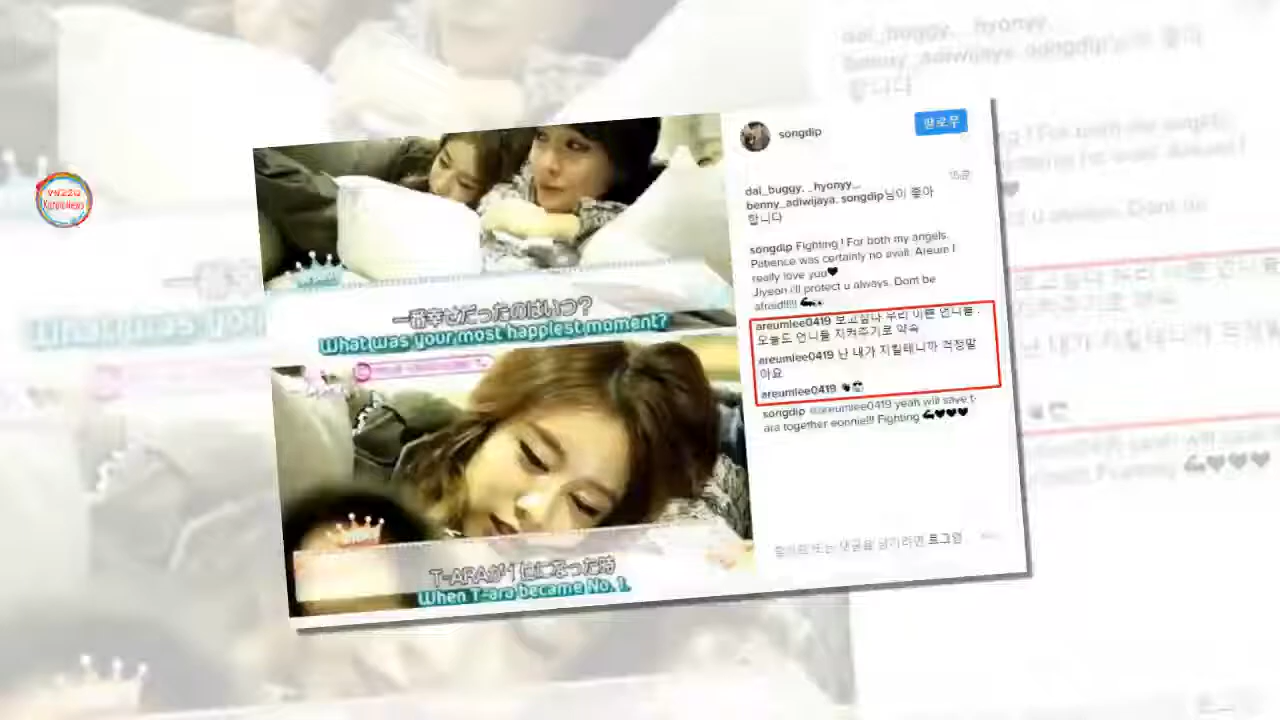 KpopNews
songdip
팔로우
dal_buggy, _hyonyy_,
benny_adiwijaya, songdip님이 좋아
합니다
songdip Fighting ! For both my angels.
Patience was certainly no avail. Areum I
really love yuu🖤
Jiyeon i'll protect u always. Dont be
afraid!!!!!
areumlee0419 보고싶다 우리 이쁜 언니들 .
오늘도 언니들 지켜주기로 약속
areumlee0419 난 내가 지킬테니까 걱정말
아요
areumlee0419
songdip @areumlee0419 yeah will save t-
ara together eonnie!!! Fighting 💪🖤🖤🖤
一番幸せだったのはいつ?
What was your most happiest moment?
T-ARAが1位になった時
When T-ara became No. 1.